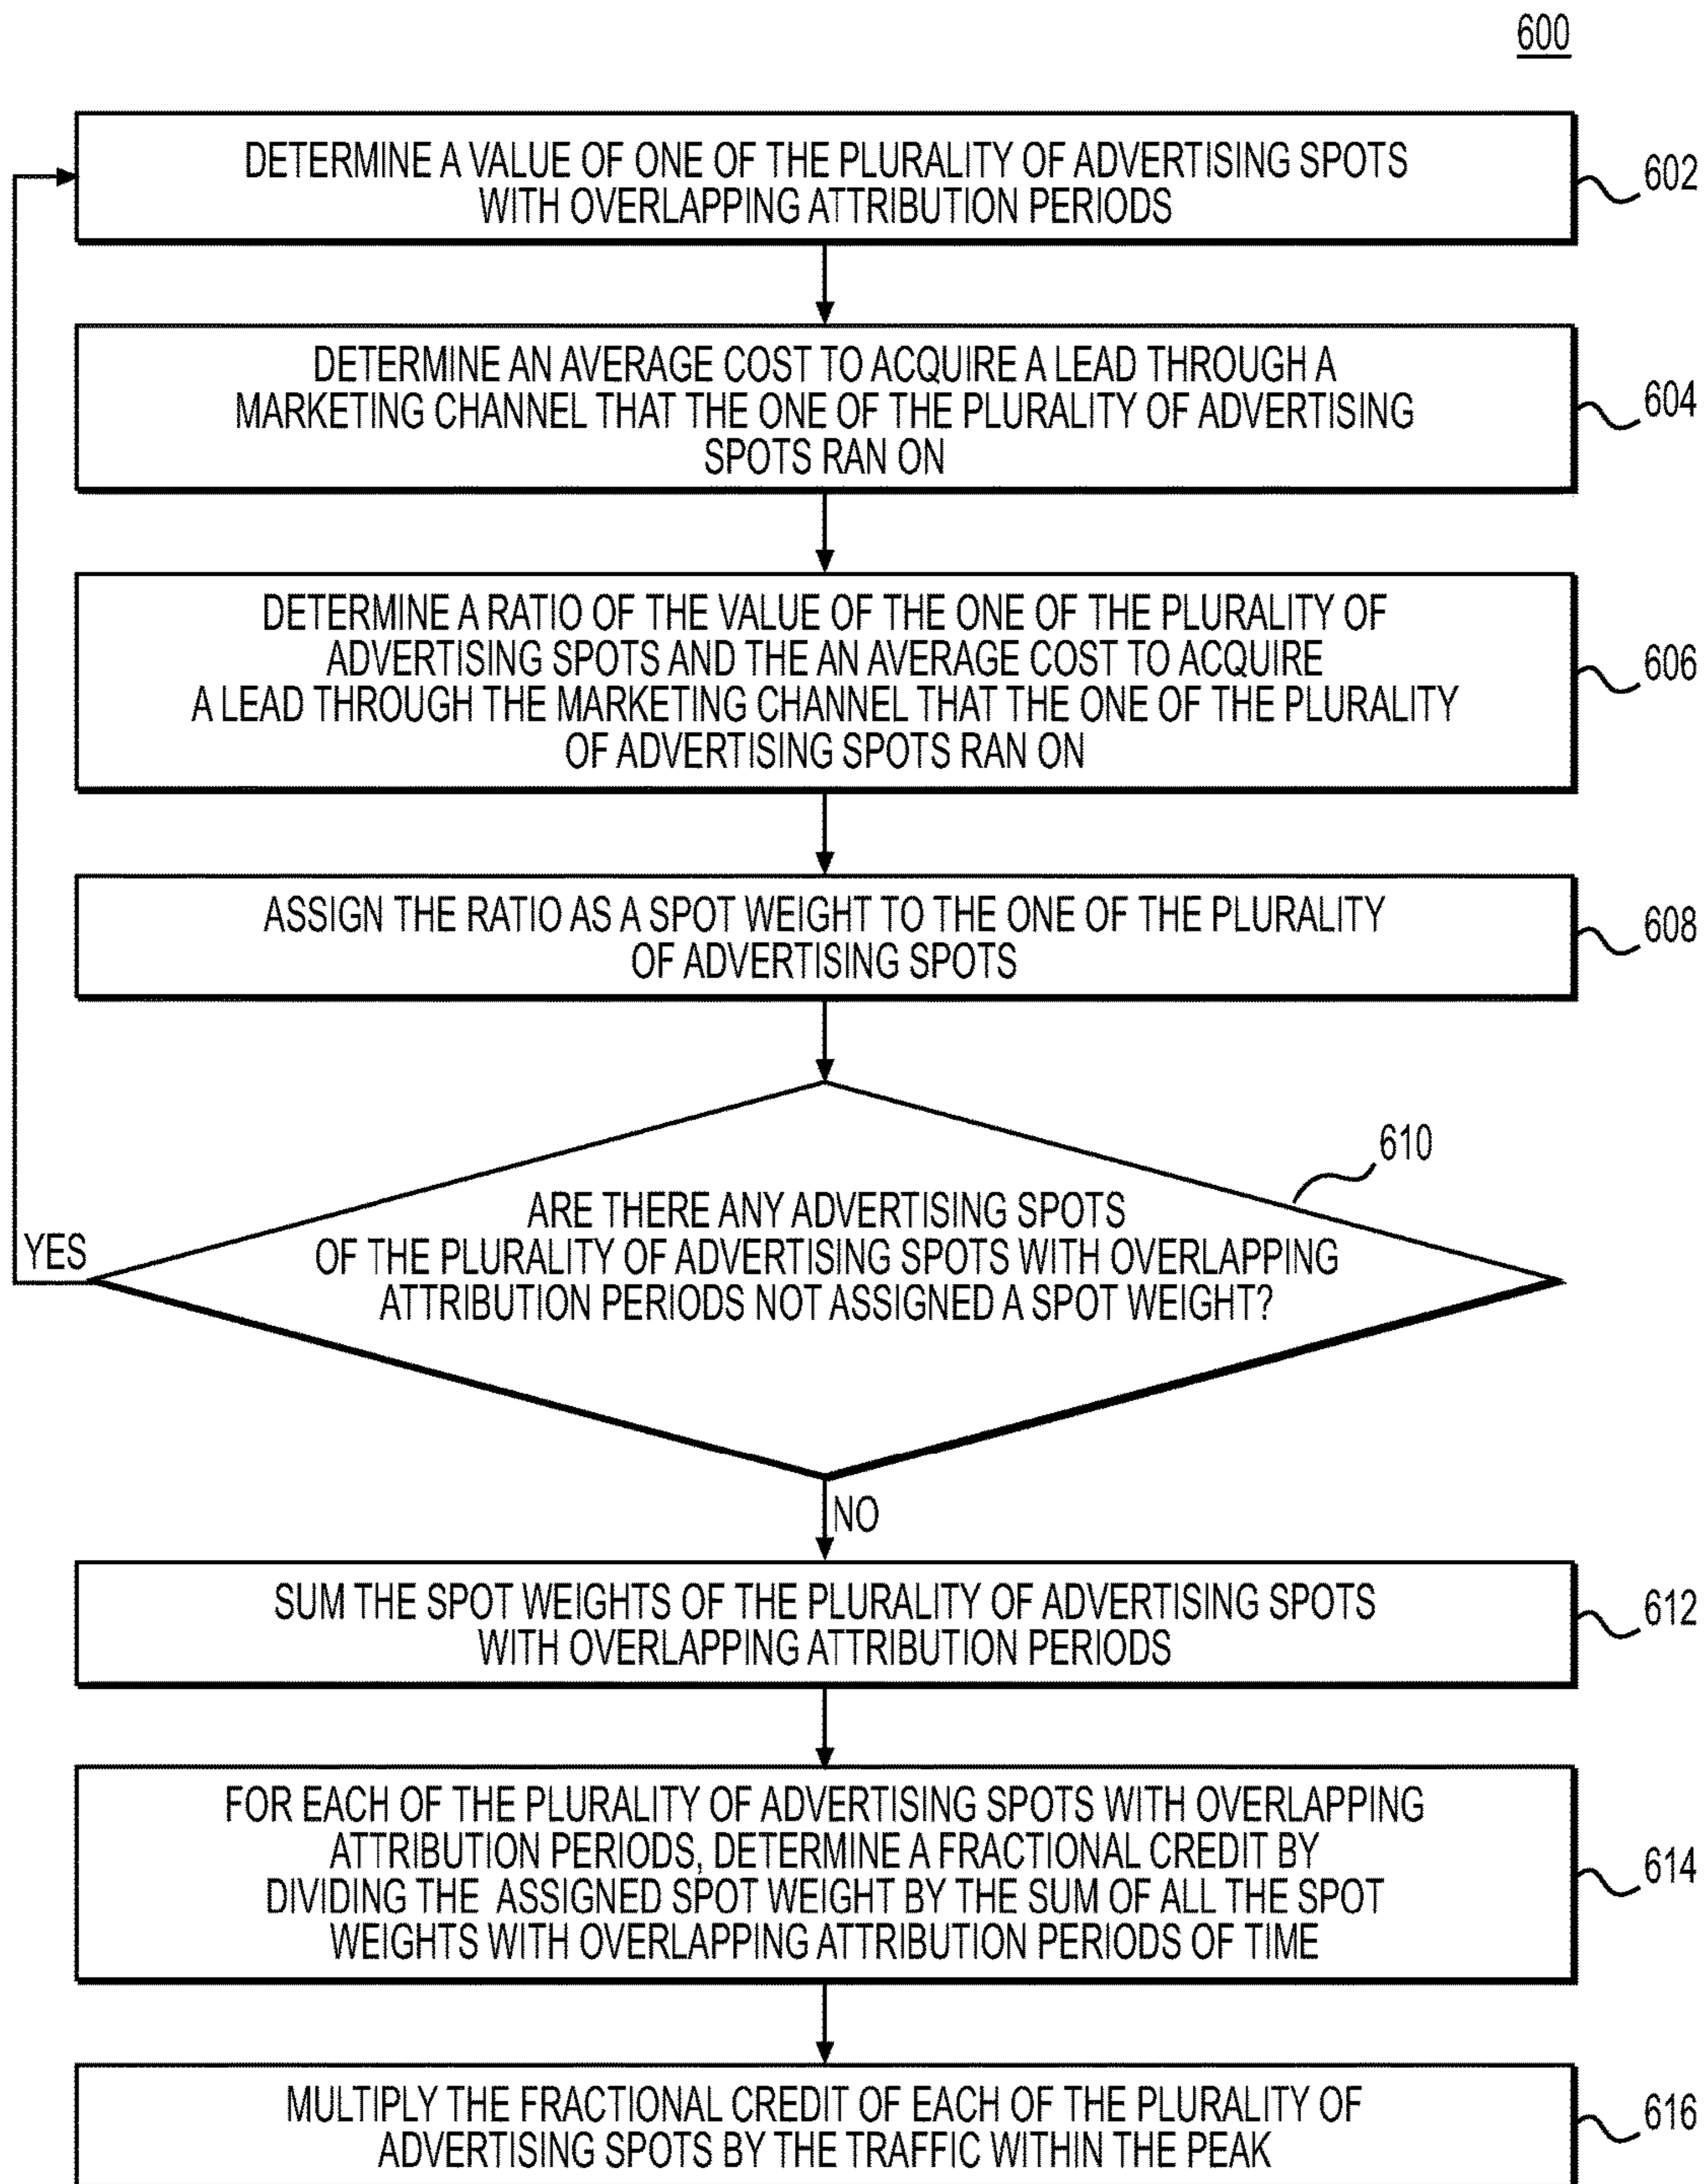 600
DETERMINE A VALUE OF ONE OF THE PLURALITY OF ADVERTISING SPOTS
WITH OVERLAPPING ATTRIBUTION PERIODS
602
DETERMINE AN AVERAGE COST TO ACQUIRE A LEAD THROUGH A
MARKETING CHANNEL THAT THE ONE OF THE PLURALITY OF ADVERTISING
SPOTS RAN ON
604
DETERMINE A RATIO OF THE VALUE OF THE ONE OF THE PLURALITY OF
ADVERTISING SPOTS AND THE AN AVERAGE COST TO ACQUIRE
A LEAD THROUGH THE MARKETING CHANNEL THAT THE ONE OF THE PLURALITY
OF ADVERTISING SPOTS RAN ON
606
ASSIGN THE RATIO AS A SPOT WEIGHT TO THE ONE OF THE PLURALITY
OF ADVERTISING SPOTS
608
610
ARE THERE ANY ADVERTISING SPOTS
OF THE PLURALITY OF ADVERTISING SPOTS WITH OVERLAPPING
ATTRIBUTION PERIODS NOT ASSIGNED A SPOT WEIGHT?
YES
NO
SUM THE SPOT WEIGHTS OF THE PLURALITY OF ADVERTISING SPOTS
WITH OVERLAPPING ATTRIBUTION PERIODS
612
FOR EACH OF THE PLURALITY OF ADVERTISING SPOTS WITH OVERLAPPING
ATTRIBUTION PERIODS, DETERMINE A FRACTIONAL CREDIT BY
DIVIDING THE ASSIGNED SPOT WEIGHT BY THE SUM OF ALL THE SPOT
WEIGHTS WITH OVERLAPPING ATTRIBUTION PERIODS OF TIME
614
MULTIPLY THE FRACTIONAL CREDIT OF EACH OF THE PLURALITY OF
ADVERTISING SPOTS BY THE TRAFFIC WITHIN THE PEAK
616